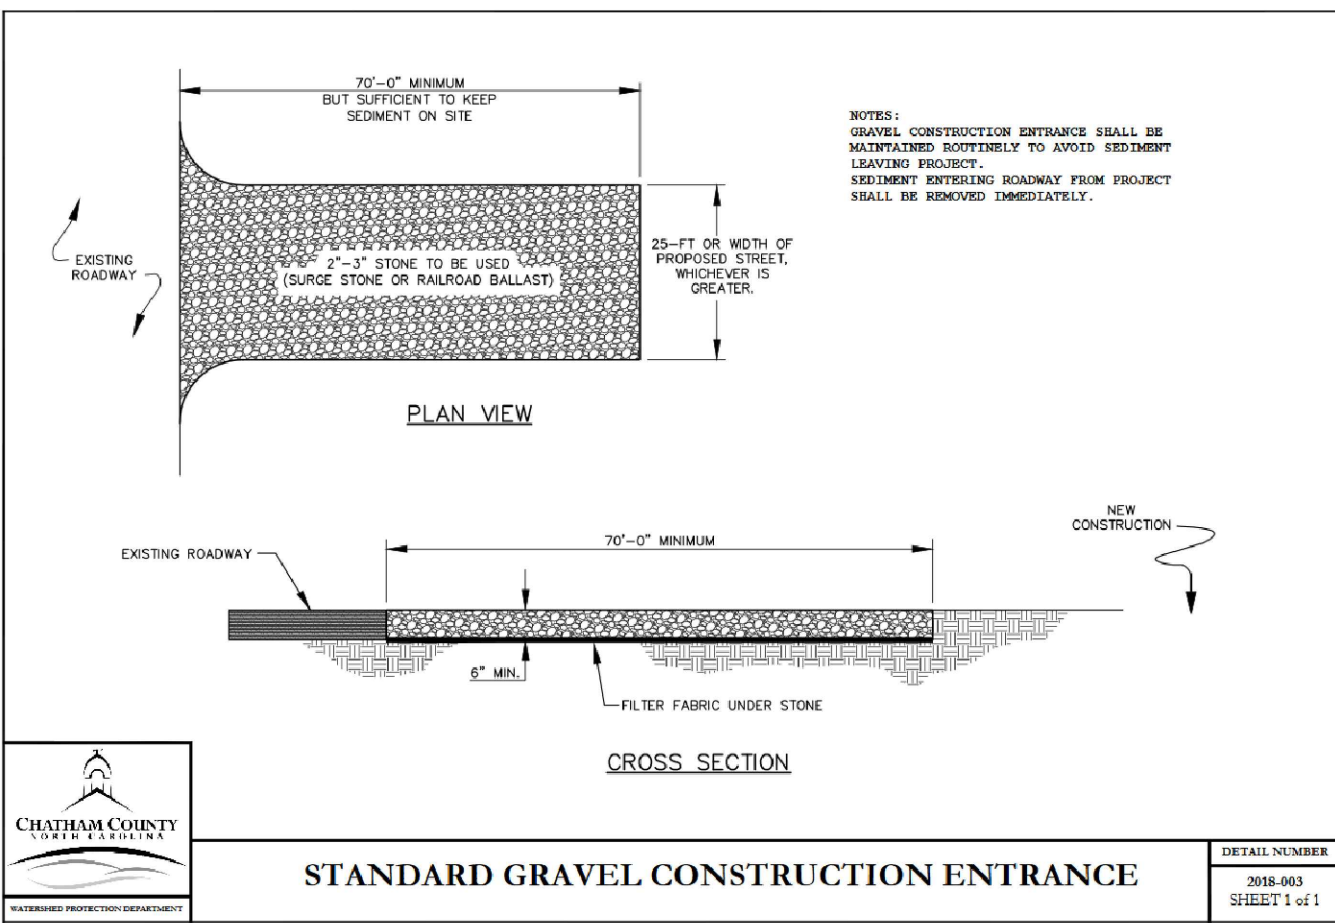 70'-0" MINIMUM
BUT SUFFICIENT TO KEEP
SEDIMENT ON SITE
NOTES:
GRAVEL CONSTRUCTION ENTRANCE SHALL BE
MAINTAINED ROUTINELY TO AVOID SEDIMENT
LEAVING PROJECT.
SEDIMENT ENTERING ROADWAY FROM PROJECT
SHALL BE REMOVED IMMEDIATELY.
EXISTING
ROADWAY
2"-3" STONE TO BE USED
(SURGE STONE OR RAILROAD BALLAST)
25-FT OR WIDTH OF
PROPOSED STREET,
WHICHEVER IS
GREATER.
PLAN VIEW
NEW
CONSTRUCTION
EXISTING ROADWAY
70'-0" MINIMUM
6" MIN.
FILTER FABRIC UNDER STONE
CROSS SECTION
CHATHAM COUNTY
NORTH CAROLINA
WATERSHED PROTECTION DEPARTMENT
STANDARD GRAVEL CONSTRUCTION ENTRANCE
DETAIL NUMBER
2018-003
SHEET 1 of 1